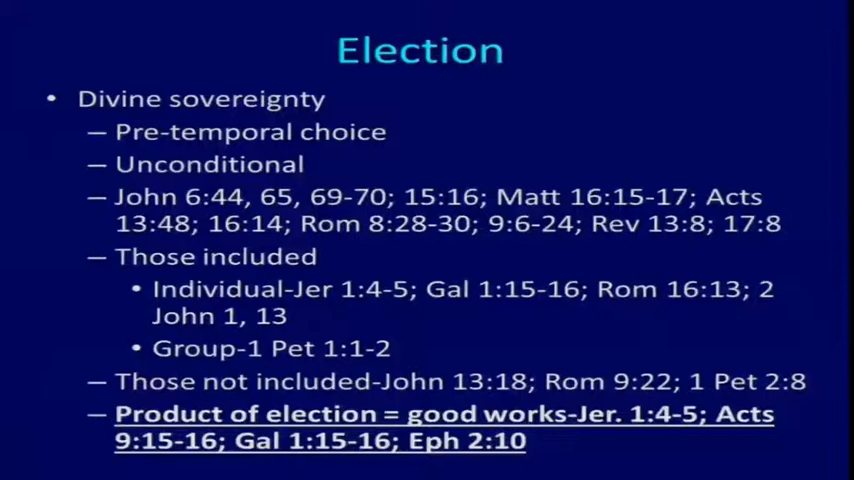 Election
• Divine sovereignty
– Pre-temporal choice
– Unconditional
– John 6:44, 65, 69-70; 15:16; Matt 16:15-17; Acts
13:48; 16:14; Rom 8:28-30; 9:6-24; Rev 13:8; 17:8
– Those included
• Individual-Jer 1:4-5; Gal 1:15-16; Rom 16:13; 2
John 1, 13
• Group-1 Pet 1:1-2
– Those not included-John 13:18; Rom 9:22; 1 Pet 2:8
– Product of election = good works-Jer. 1:4-5; Acts
9:15-16; Gal 1:15-16; Eph 2:10